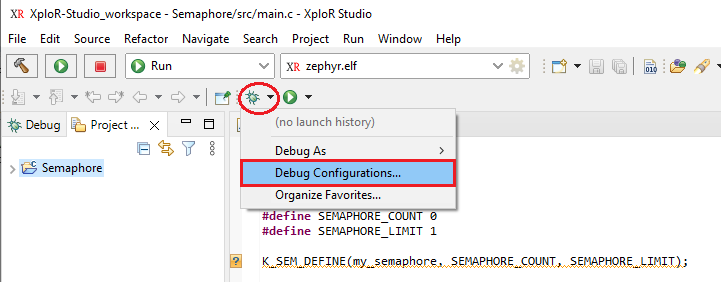 XR XploR-Studio_workspace - Semaphore/src/main.c - XploR Studio
File Edit Source Refactor Navigate Search Project Run Window Help
Run
XR zephyr.elf
010
Debug
Project ...
(no launch history)
Debug As
Debug Configurations...
Organize Favorites...
Semaphore
#define SEMAPHORE_COUNT 0
#define SEMAPHORE_LIMIT 1
K_SEM_DEFINE(my_semaphore, SEMAPHORE_COUNT, SEMAPHORE_LIMIT);